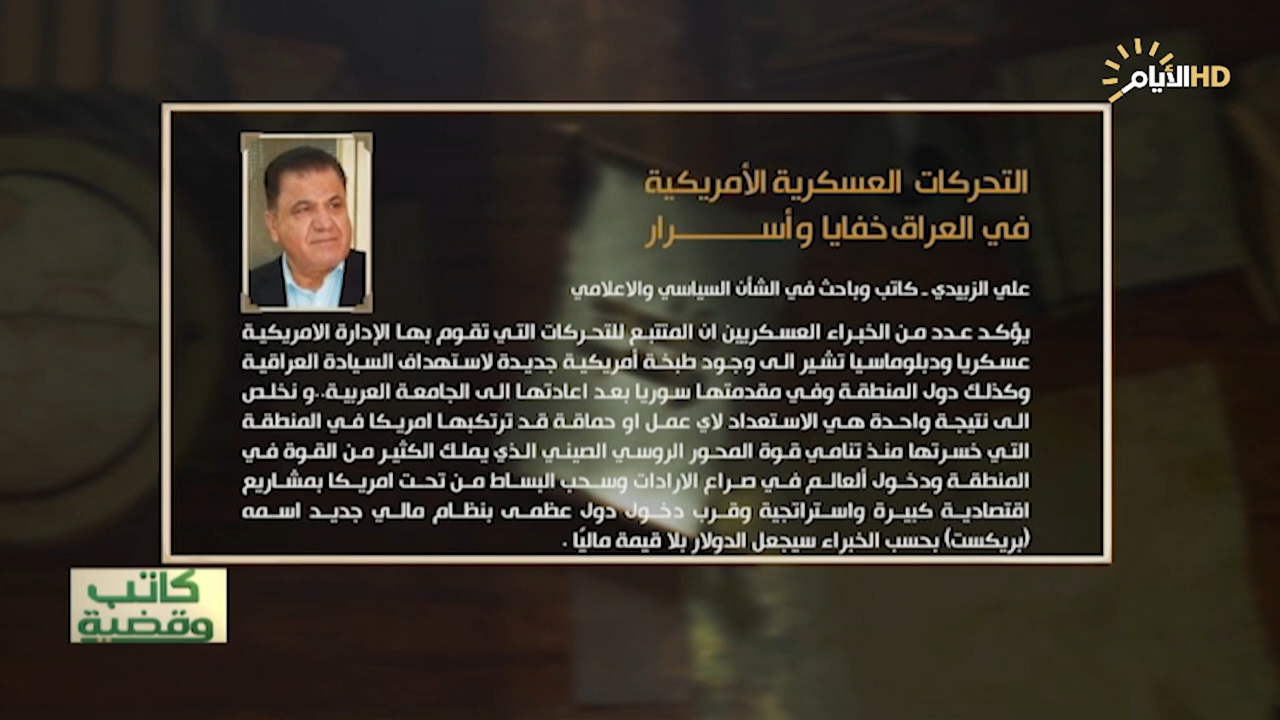 الأيام HD
التحركات العسكرية الأمريكية
في العراق خفايا وأســـــرار
علي الزبيدي - كاتب وباحث في الشأن السياسي والاعلامي
يؤكد عدد من الخبراء العسكريين ان المتتبع للتحركات التي تقوم بها الإدارة الامريكية
عسكريا ودبلوماسيا تشير الى وجود طبخة أمريكية جديدة لاستهداف السيادة العراقية
وكذلك دول المنطقة وفي مقدمتها سوريا بعد اعادتها الى الجامعة العربية..و نخلص
الى نتيجة واحدة هي الاستعداد لاي عمل او حماقة قد ترتكبها امريكا في المنطقة
التي خسرتها منذ تنامي قوة المحور الروسي الصيني الذي يملك الكثير من القوة في
المنطقة ودخول ألعالم في صراع الارادات وسحب البساط من تحت امريكا بمشاريع
اقتصادية كبيرة واستراتجية وقرب دخول دول عظمى بنظام مالي جديد اسمه
(بريكست) بحسب الخبراء سيجعل الدولار بلا قيمة ماليًا .
كاتب
وقضية